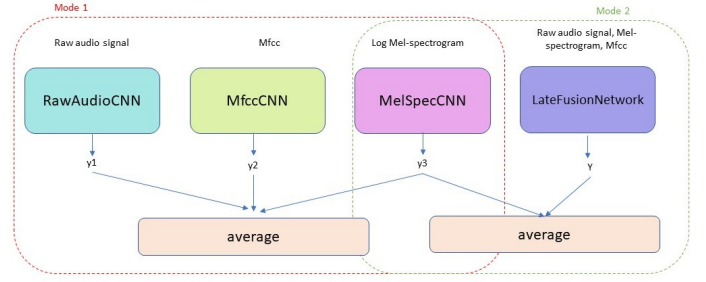 Mode 1
Mode 2
Raw audio signal
Mfcc
Log Mel-spectrogram
Raw audio signal, Mel-
spectrogram, Mfcc
RawAudioCNN
MfccCNN
MelSpecCNN
LateFusionNetwork
y1
y2
y3
Y
average
average